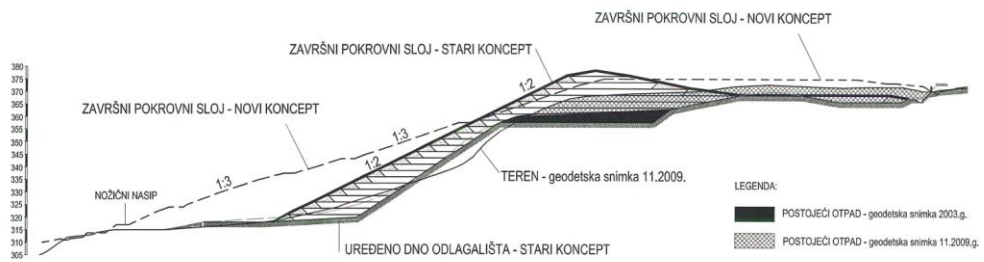 ZAVRŠNI POKROVNI SLOJ - NOVI KONCEPT
ZAVRŠNI POKROVNI SLOJ - STARI KONCEPT
380
375
370
365
360
355
350
345
340
335
330
325
320
315
310
305
ZAVRŠNI POKROVNI SLOJ - NOVI KONCEPT
1:2
1:3
1:2
1:3
NOŽIČNI NASIP
TEREN - geodetska snimka 11.2009.
UREĐENO DNO ODLAGALIŠTA - STARI KONCEPT
LEGENDA:
POSTOJEĆI OTPAD - geodetska snimka 2003.g.
POSTOJEĆI OTPAD - geodetska snimka 11.2009.g.